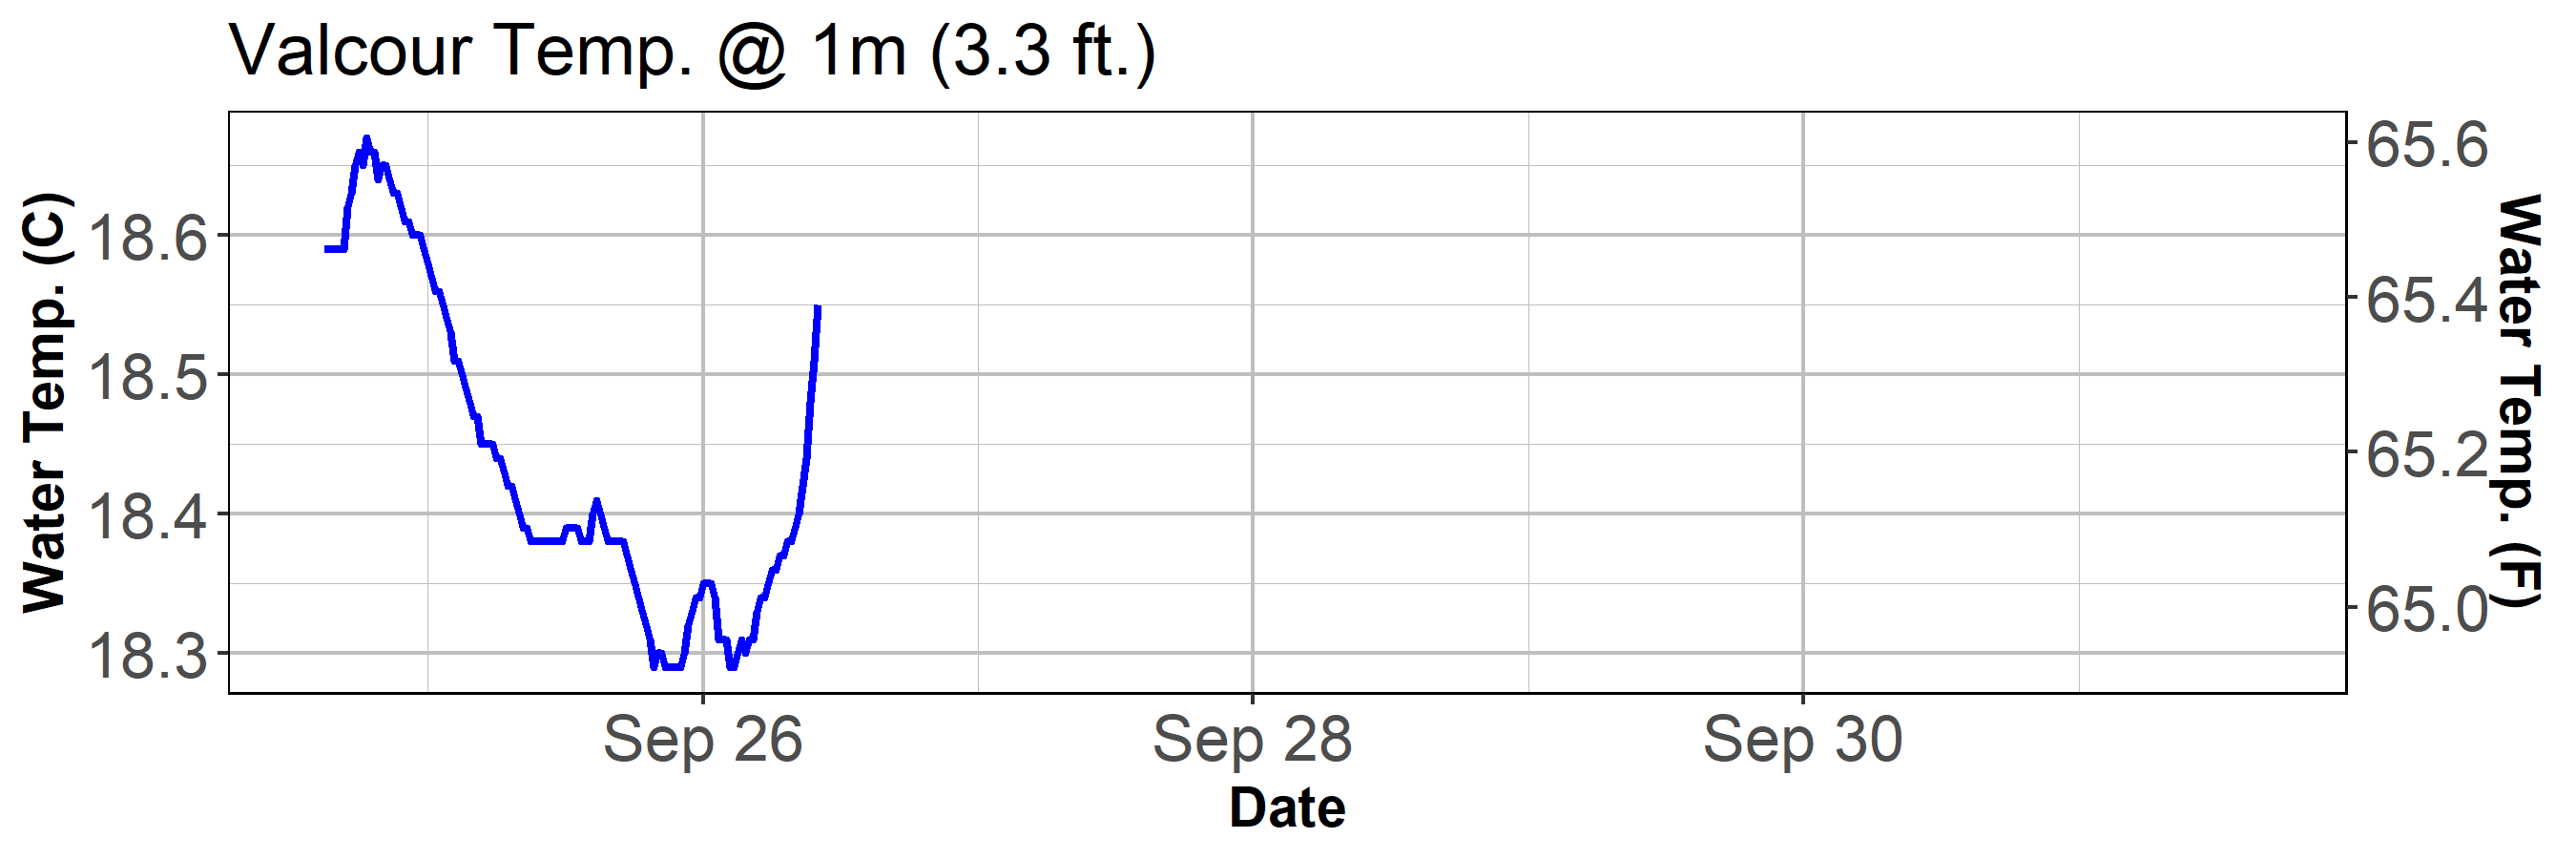 Valcour Temp. @ 1m (3.3 ft.)
Water Temp. (C)
18.6
18.5
18.4
18.3
65.6
65.4
65.2
65.0
Water Temp. (F)
Sep 26
Sep 28
Sep 30
Date